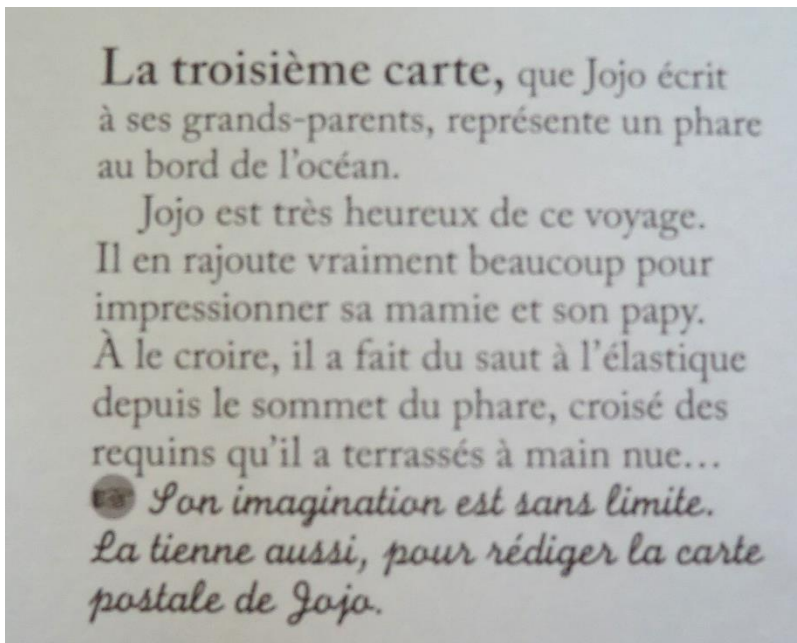 La troisième carte, que Jojo écrit
à ses grands-parents, représente un phare
au bord de l'océan.
Jojo est très heureux de ce voyage.
Il en rajoute vraiment beaucoup pour
impressionner sa mamie et son papy.
À le croire, il a fait du saut à l'élastique
depuis le sommet du phare, croisé des
requins qu'il a terrassés à main nue...
☞ Son imagination est sans limite.
La tienne aussi, pour rédiger la carte
postale de Jojo.